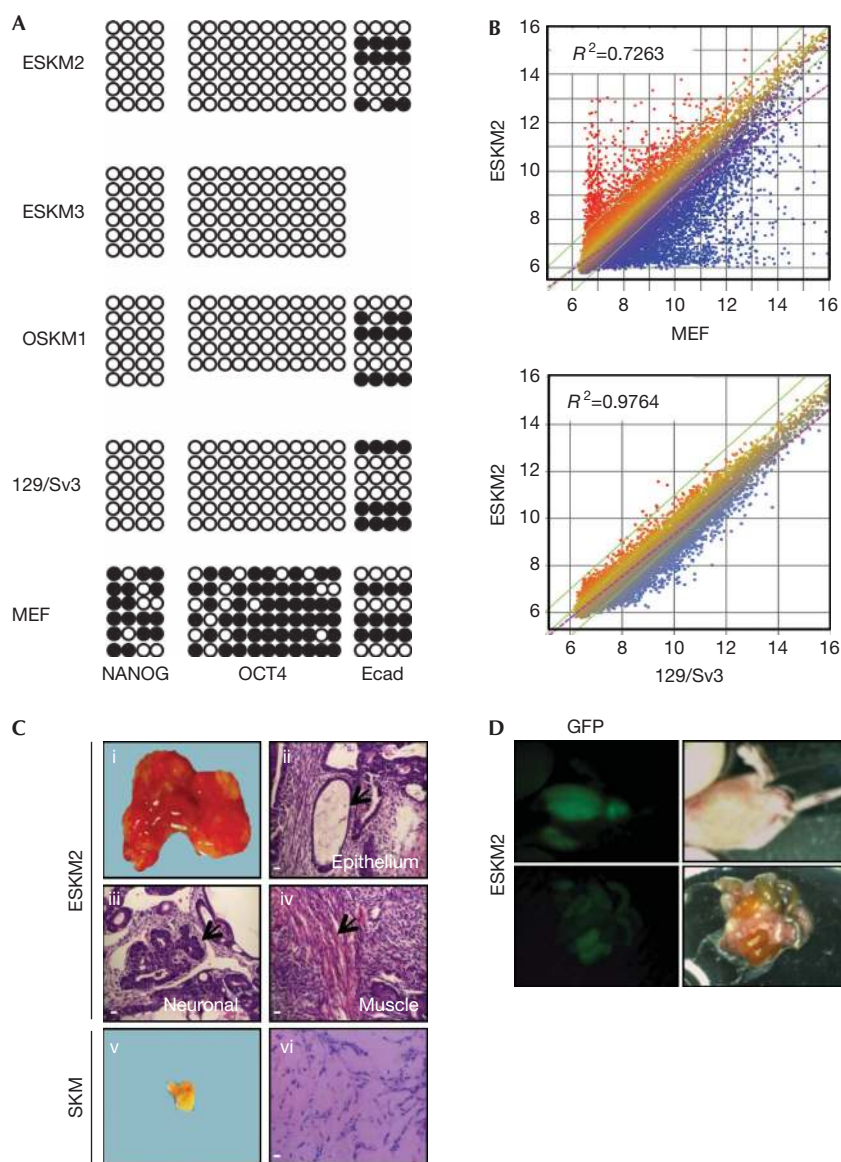 A
ESKM2
ESKM3
OSKM1
129/Sv3
MEF
NANOG OCT4 Ecad
B
16
14
12
10
8
6
R²=0.7263
ESKM2
6 8 10 12 14 16
MEF
16
14
12
10
8
6
R²=0.9764
ESKM2
6 8 10 12 14 16
129/Sv3
C
ESKM2
i
ii
Epithelium
iii
Neuronal
iv
Muscle
SKM
v
vi
D
GFP
ESKM2